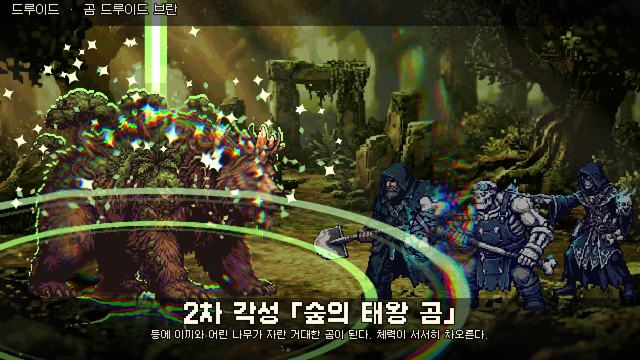 드루이드 · 곰 드루이드 브란
2차 각성 「숲의 태왕 곰」
등에 이끼와 어린 나무가 자란 거대한 곰이 된다. 체력이 서서히 차오른다.